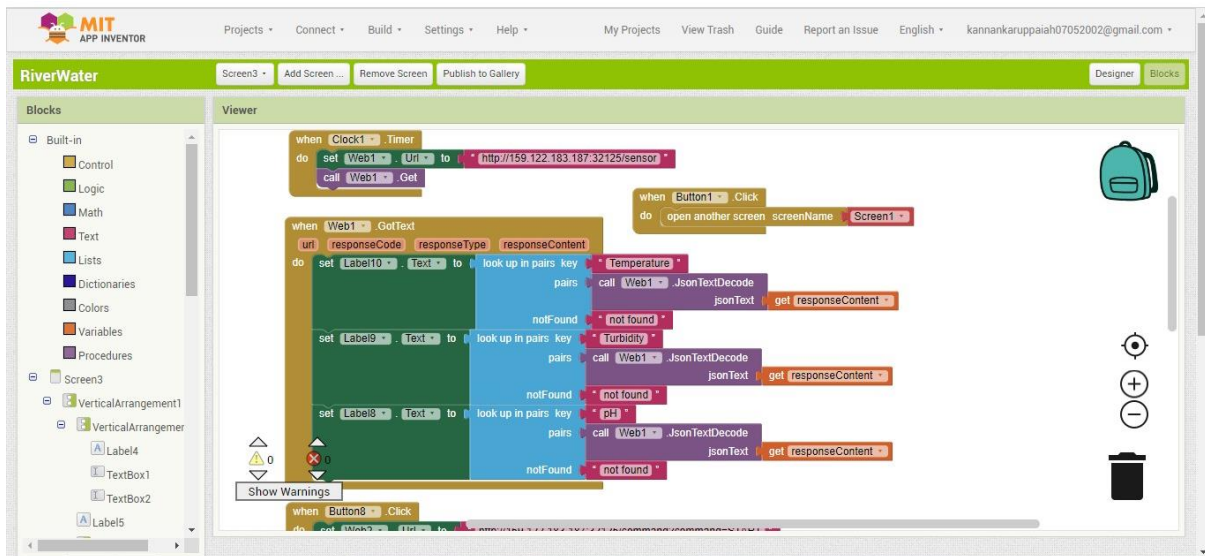 MIT
APP INVENTOR
Projects Connect Build Settings Help My Projects View Trash Guide Report an Issue English kannankaruppaiah07052002@gmail.com
RiverWater Screen3 Add Screen ... Remove Screen Publish to Gallery Designer Blocks
Blocks Viewer
Built-in
Control
Logic
Math
Text
Lists
Dictionaries
Colors
Variables
Procedures
Screen3
VerticalArrangement1
VerticalArrangemer
Label4
TextBox1
TextBox2
Label5
when Clock1 .Timer
do set Web1 . Url to " http://159.122.183.187:32125/sensor "
call Web1 .Get
when Button1 .Click
do open another screen screenName Screen1
when Web1 .GotText
url responseCode responseType responseContent
do set Label10 . Text to look up in pairs key " Temperature "
pairs call Web1 .JsonTextDecode
jsonText get responseContent
notFound " not found "
set Label9 . Text to look up in pairs key " Turbidity "
pairs call Web1 .JsonTextDecode
jsonText get responseContent
notFound " not found "
set Label8 . Text to look up in pairs key " pH "
pairs call Web1 .JsonTextDecode
jsonText get responseContent
notFound " not found "
0 0
Show Warnings
when Button8 .Click
do set Web2 . Url to